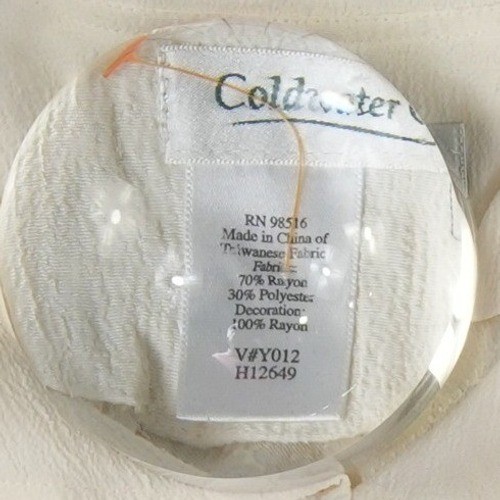 Coldwater
RN 98516
Made in China of
Taiwanese Fabric
Fabric:
70% Rayon
30% Polyester
Decoration:
100% Rayon
V#Y012
H12649